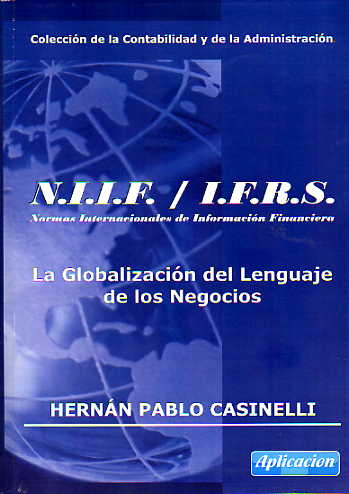 Colección de la Contabilidad y de la Administración
N.I.I.F. / I.F.R.S.
Normas Internacionales de Información Financiera
La Globalización del Lenguaje
de los Negocios
HERNÁN PABLO CASINELLI
Aplicacion